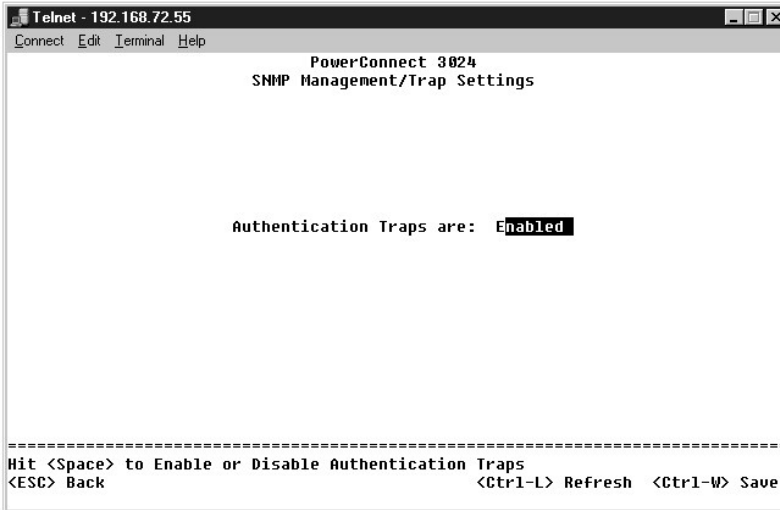 Telnet - 192.168.72.55
Connect Edit Terminal Help
PowerConnect 3024
SNMP Management/Trap Settings
Authentication Traps are: Enabled
===============================================================================
Hit <Space> to Enable or Disable Authentication Traps
<ESC> Back <Ctrl-L> Refresh <Ctrl-W> Save